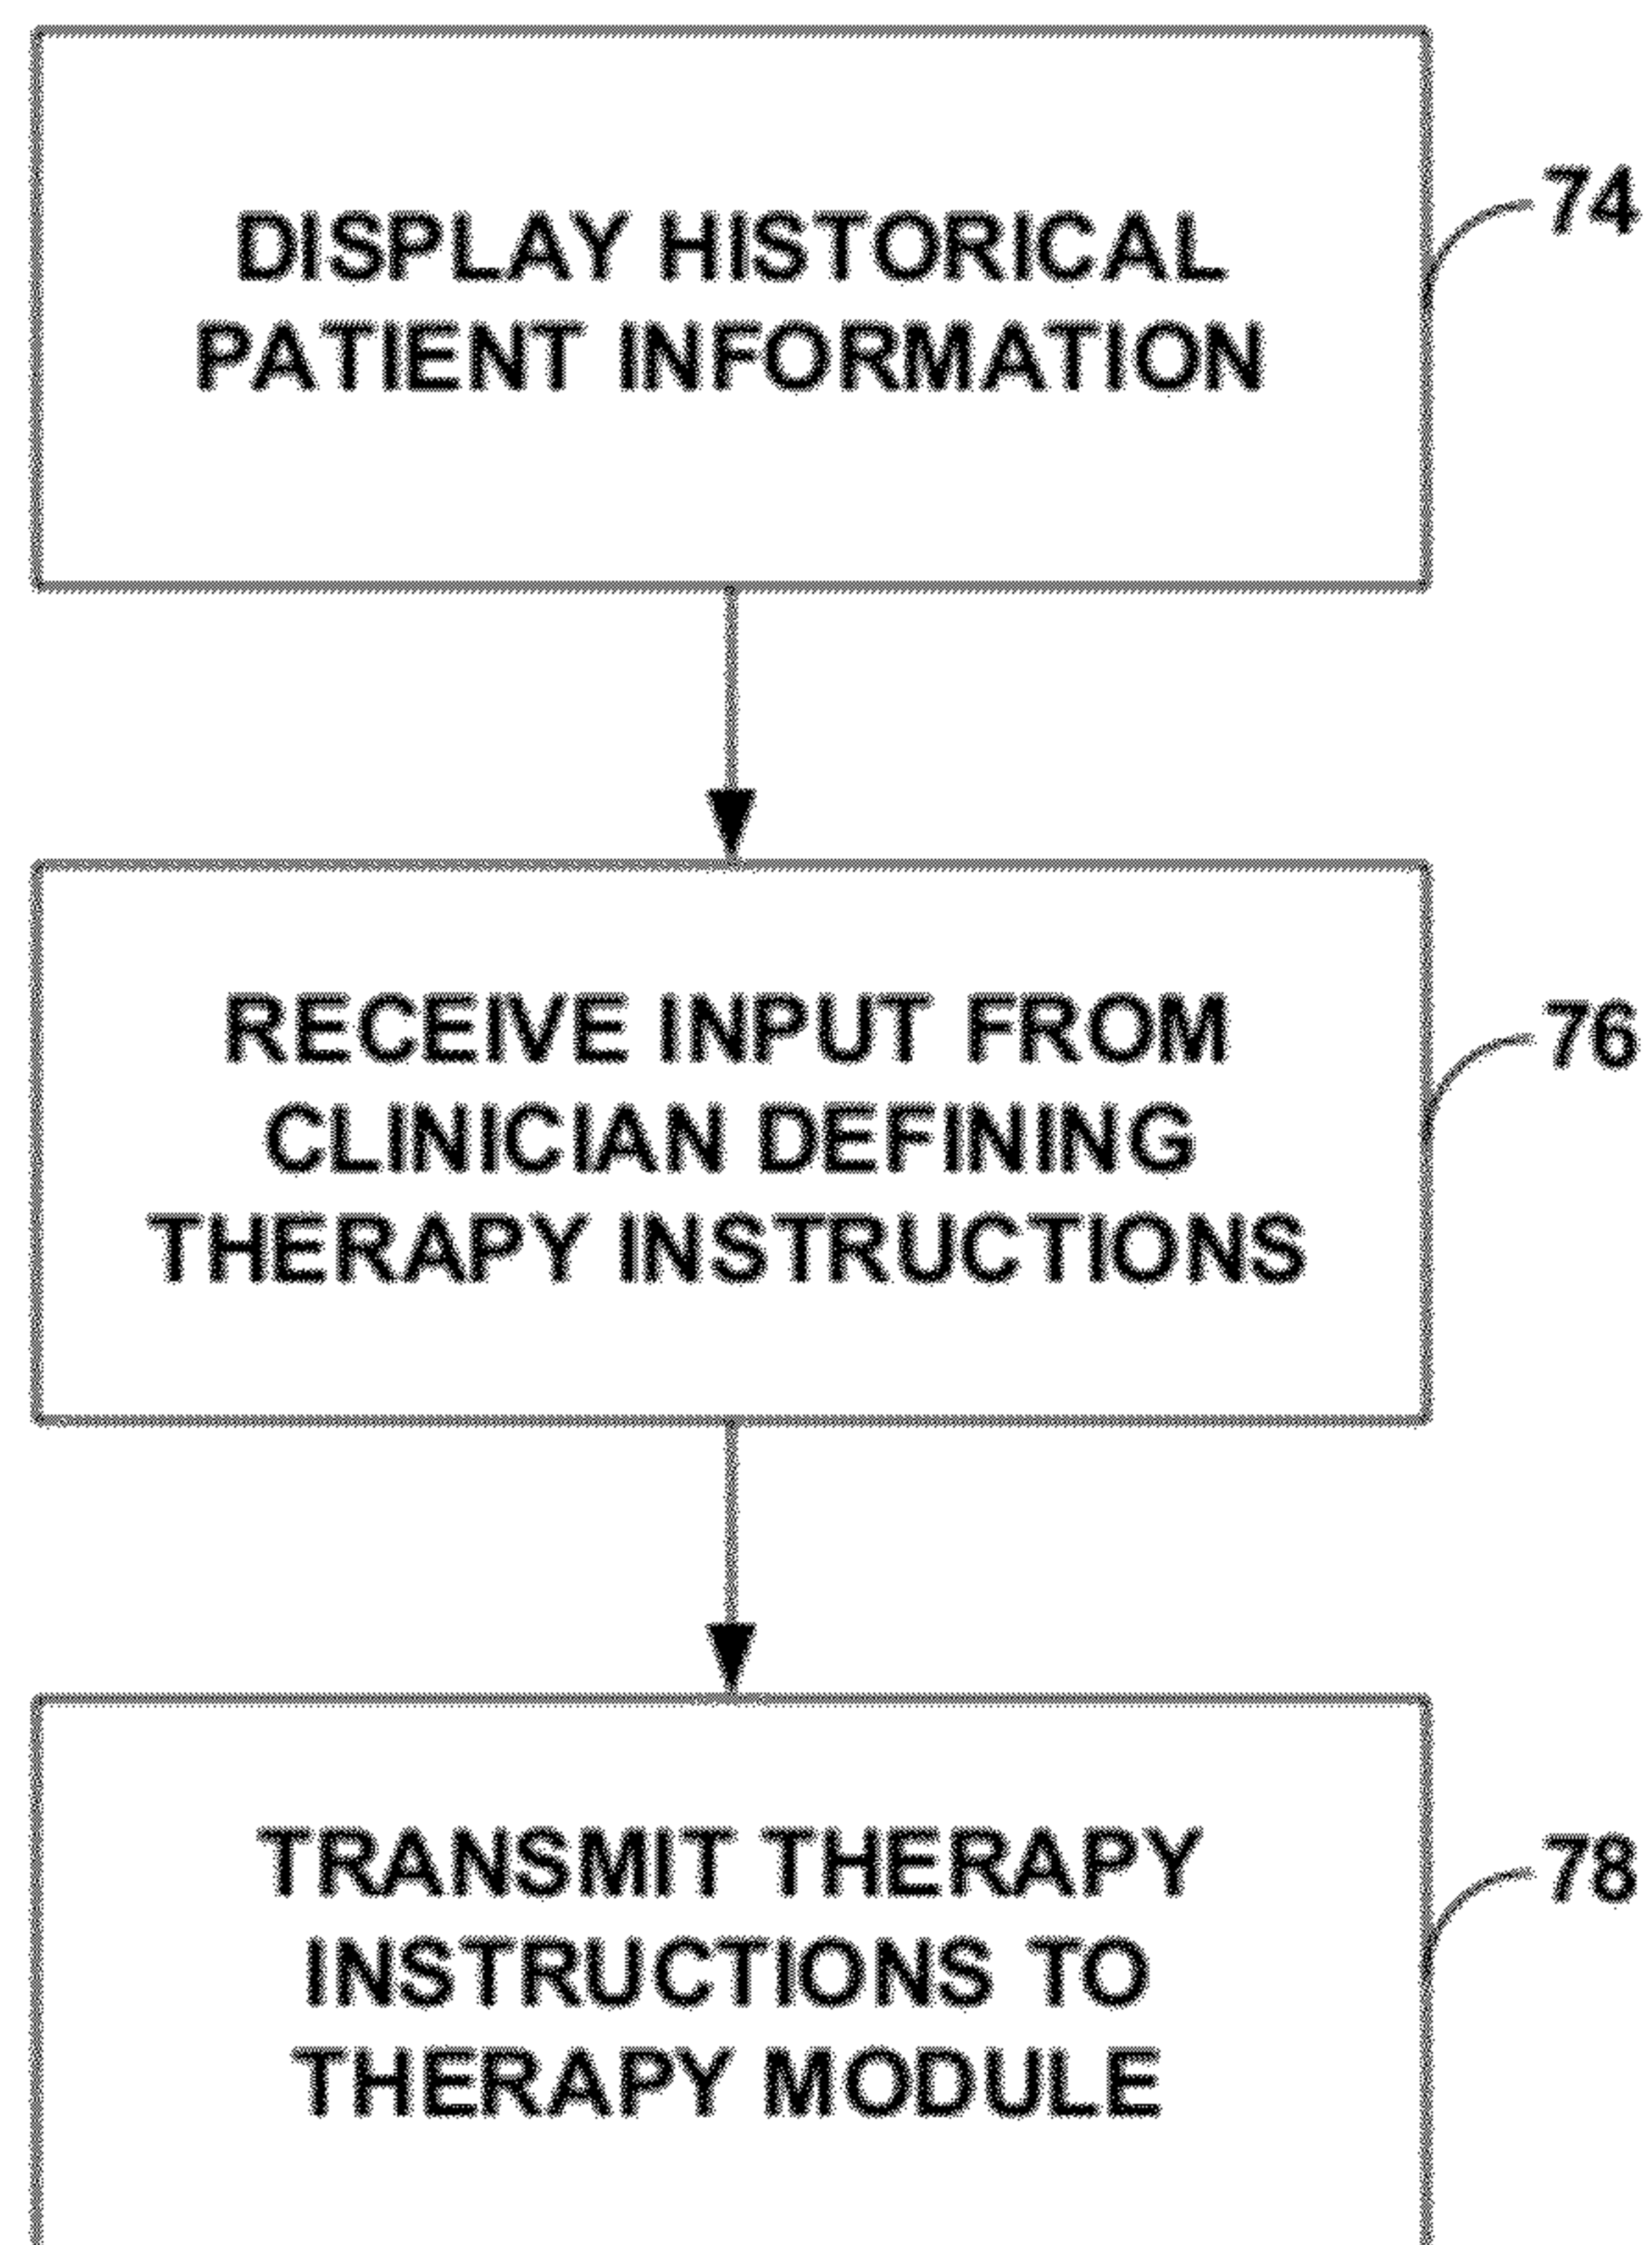 DISPLAY HISTORICAL
PATIENT INFORMATION
74
RECEIVE INPUT FROM
CLINICIAN DEFINING
THERAPY INSTRUCTIONS
76
TRANSMIT THERAPY
INSTRUCTIONS TO
THERAPY MODULE
78